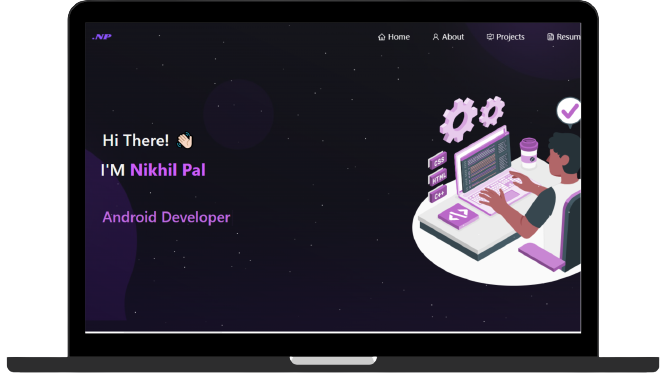 .NP
Home About Projects Resum
Hi There! 👋🏻
I'M Nikhil Pal
Android Developer
CSS
HTML
C++